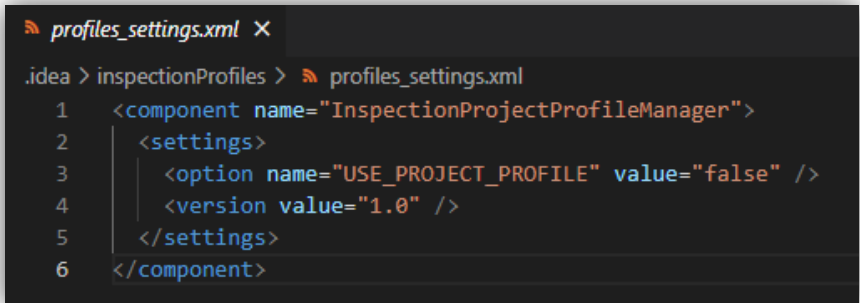 profiles_settings.xml ×
.idea > inspectionProfiles > profiles_settings.xml
1 <component name="InspectionProjectProfileManager">
2 <settings>
3 <option name="USE_PROJECT_PROFILE" value="false" />
4 <version value="1.0" />
5 </settings>
6 </component>